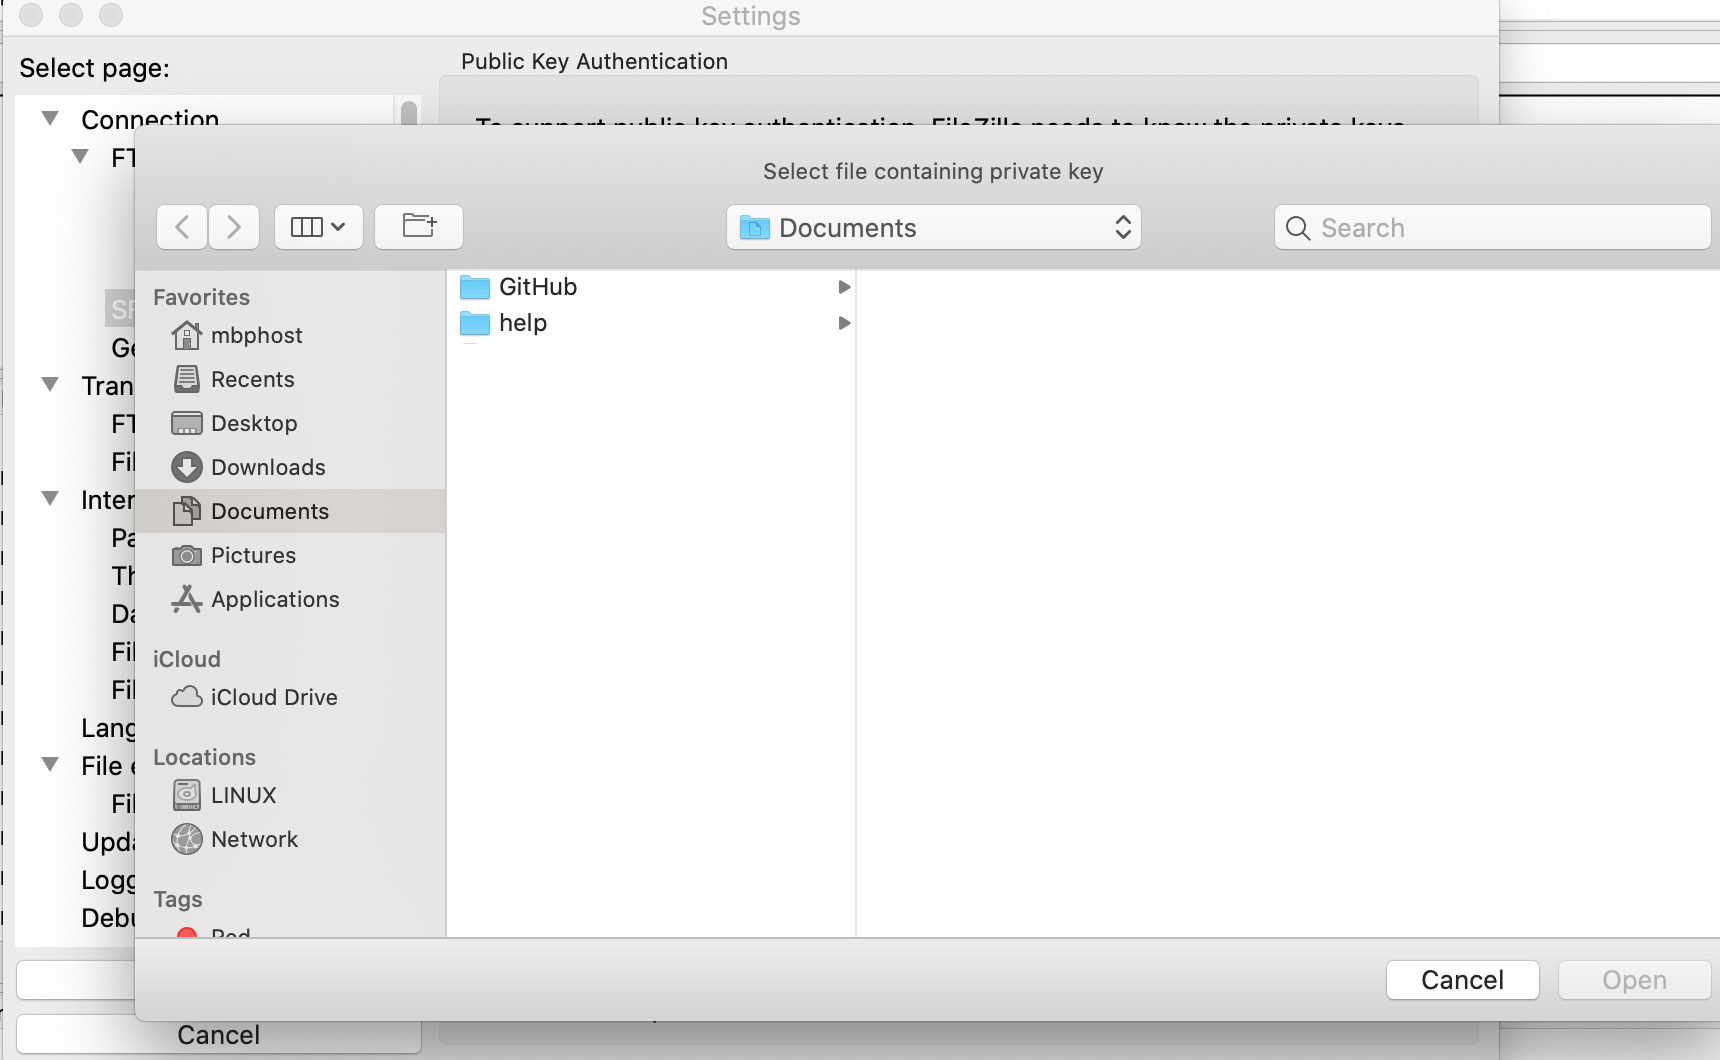 Settings
Select page:
Public Key Authentication
Connection
To support public key authentication, FileZilla needs to know the private keys
FT
Select file containing private key
Documents
Search
GitHub
help
Favorites
mbphost
Recents
Desktop
Downloads
Documents
Pictures
Applications
iCloud
iCloud Drive
Locations
LINUX
Network
Tags
Red
SF
Ge
Tran
FT
Fil
Inter
Pa
Th
Da
Fil
Fil
Lang
File e
Fil
Upda
Logg
Debu
Cancel
Open
Cancel